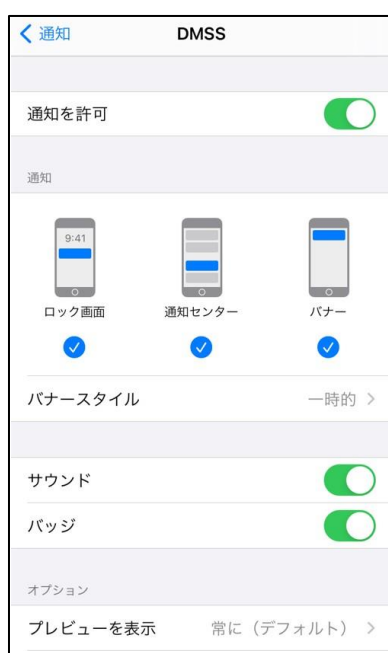 通知
DMSS
通知を許可
通知
9:41
ロック画面
通知センター
バナー
バナースタイル
一時的
サウンド
バッジ
オプション
プレビューを表示
常に（デフォルト）